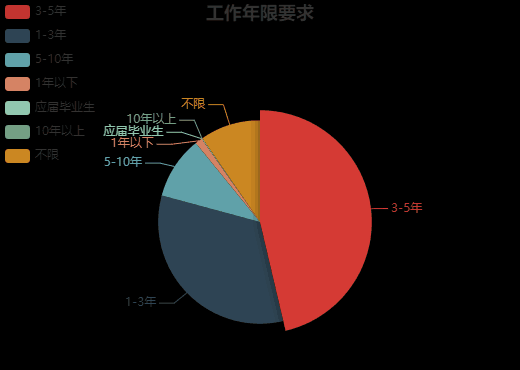 工作年限要求
3-5年
1-3年
5-10年
1年以下
应届毕业生
10年以上
不限
不限
10年以上
应届毕业生
1年以下
5-10年
3-5年
1-3年